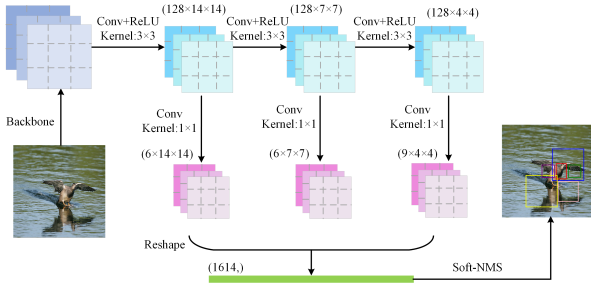 (128×14×14)
(128×7×7)
(128×4×4)
Conv+ReLU
Kernel:3×3
Conv+ReLU
Kernel:3×3
Conv+ReLU
Kernel:3×3
Backbone
Conv
Kernel:1×1
Conv
Kernel:1×1
Conv
Kernel:1×1
(6×14×14)
(6×7×7)
(9×4×4)
Reshape
(1614,)
Soft-NMS